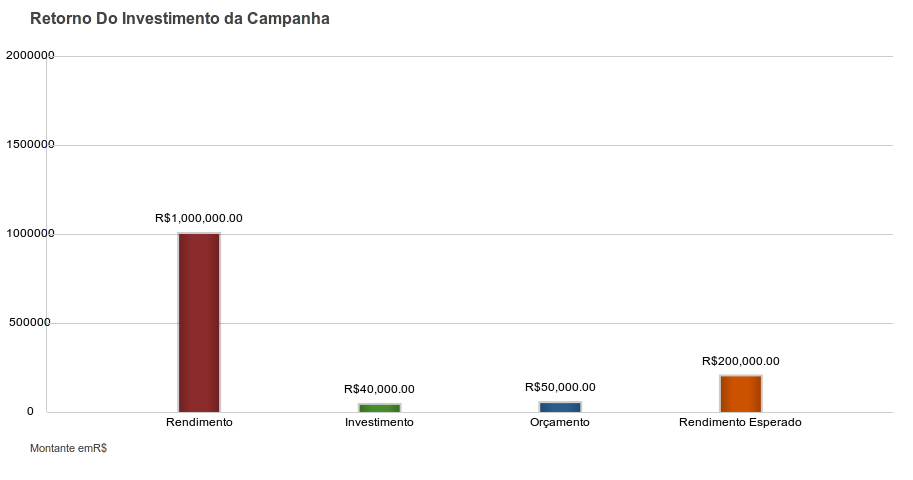 Retorno Do Investimento da Campanha
2000000
1500000
R$1,000,000.00
1000000
500000
R$200,000.00
R$40,000.00
R$50,000.00
0
Rendimento
Investimento
Orçamento
Rendimento Esperado
Montante emR$